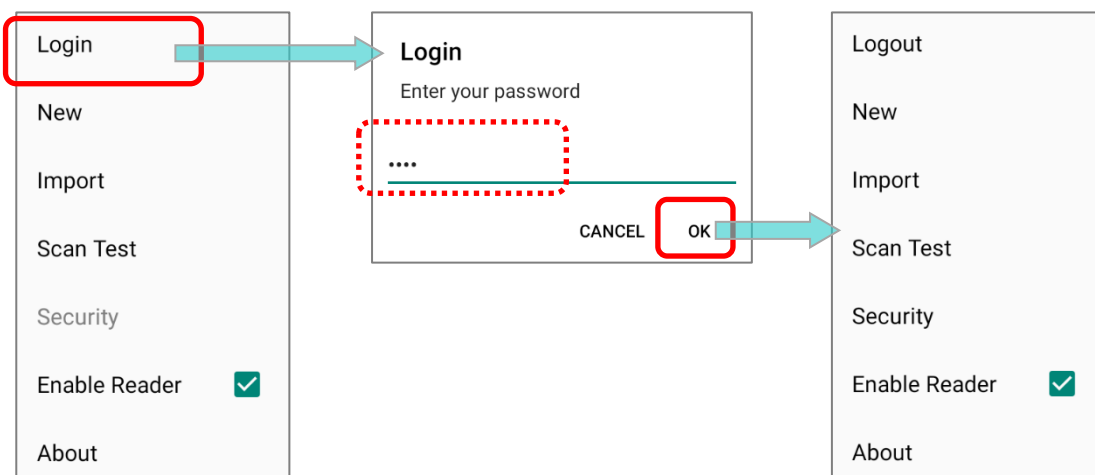 Login
New
Import
Scan Test
Security
Enable Reader
About
Login
Enter your password
••••
CANCEL OK
Logout
New
Import
Scan Test
Security
Enable Reader
About